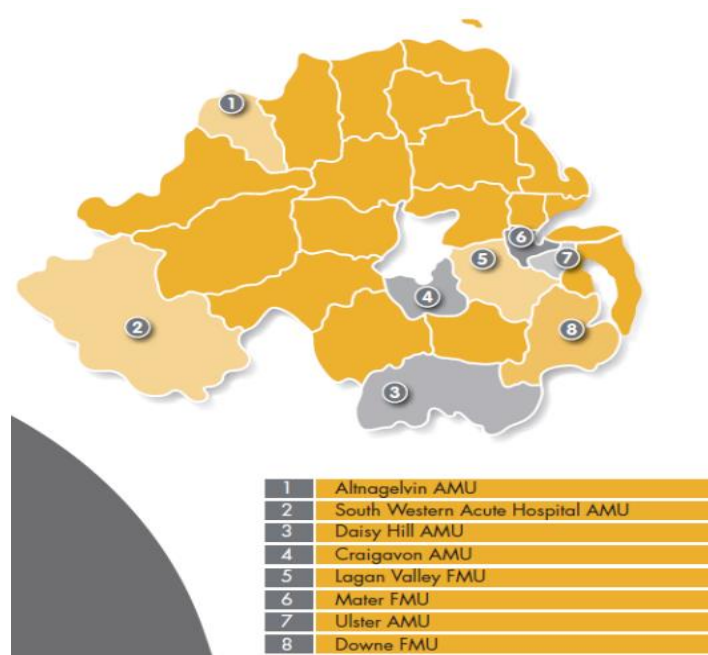 1
6
5
7
4
2
8
3
1 Altnagelvin AMU
2 South Western Acute Hospital AMU
3 Daisy Hill AMU
4 Craigavon AMU
5 Lagan Valley FMU
6 Mater FMU
7 Ulster AMU
8 Downe FMU